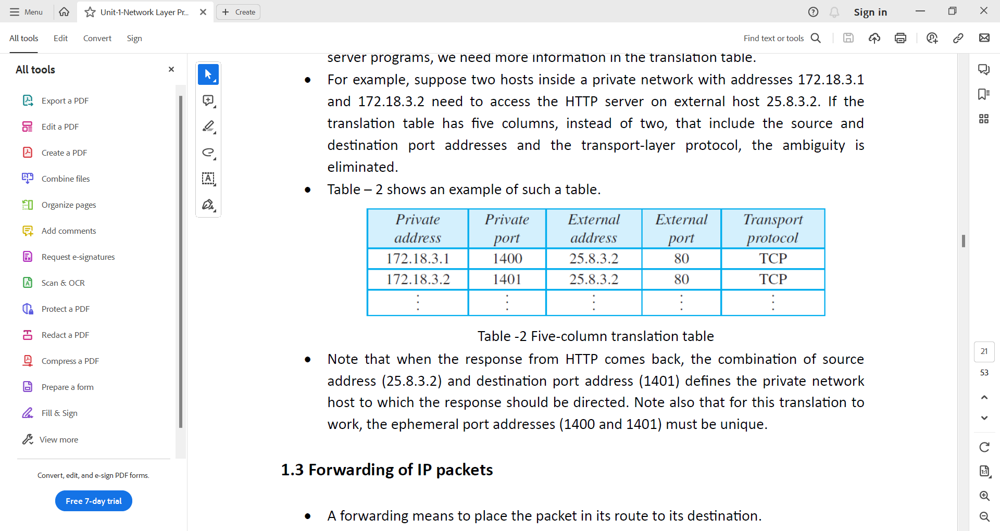 Menu
Unit-1-Network Layer Pr...
Create
Sign in
All tools
Edit
Convert
Sign
Find text or tools
All tools
Export a PDF
Edit a PDF
Create a PDF
Combine files
Organize pages
Add comments
Request e-signatures
Scan & OCR
Protect a PDF
Redact a PDF
Compress a PDF
Prepare a form
Fill & Sign
View more
Convert, edit, and e-sign PDF forms.
Free 7-day trial
server programs, we need more information in the translation table.
• For example, suppose two hosts inside a private network with addresses 172.18.3.1
and 172.18.3.2 need to access the HTTP server on external host 25.8.3.2. If the
translation table has five columns, instead of two, that include the source and
destination port addresses and the transport-layer protocol, the ambiguity is
eliminated.
• Table – 2 shows an example of such a table.
Private address | Private port | External address | External port | Transport protocol
172.18.3.1 | 1400 | 25.8.3.2 | 80 | TCP
172.18.3.2 | 1401 | 25.8.3.2 | 80 | TCP
⋮ | ⋮ | ⋮ | ⋮ | ⋮
Table -2 Five-column translation table
• Note that when the response from HTTP comes back, the combination of source
address (25.8.3.2) and destination port address (1401) defines the private network
host to which the response should be directed. Note also that for this translation to
work, the ephemeral port addresses (1400 and 1401) must be unique.
1.3 Forwarding of IP packets
• A forwarding means to place the packet in its route to its destination.
21
53
1:1